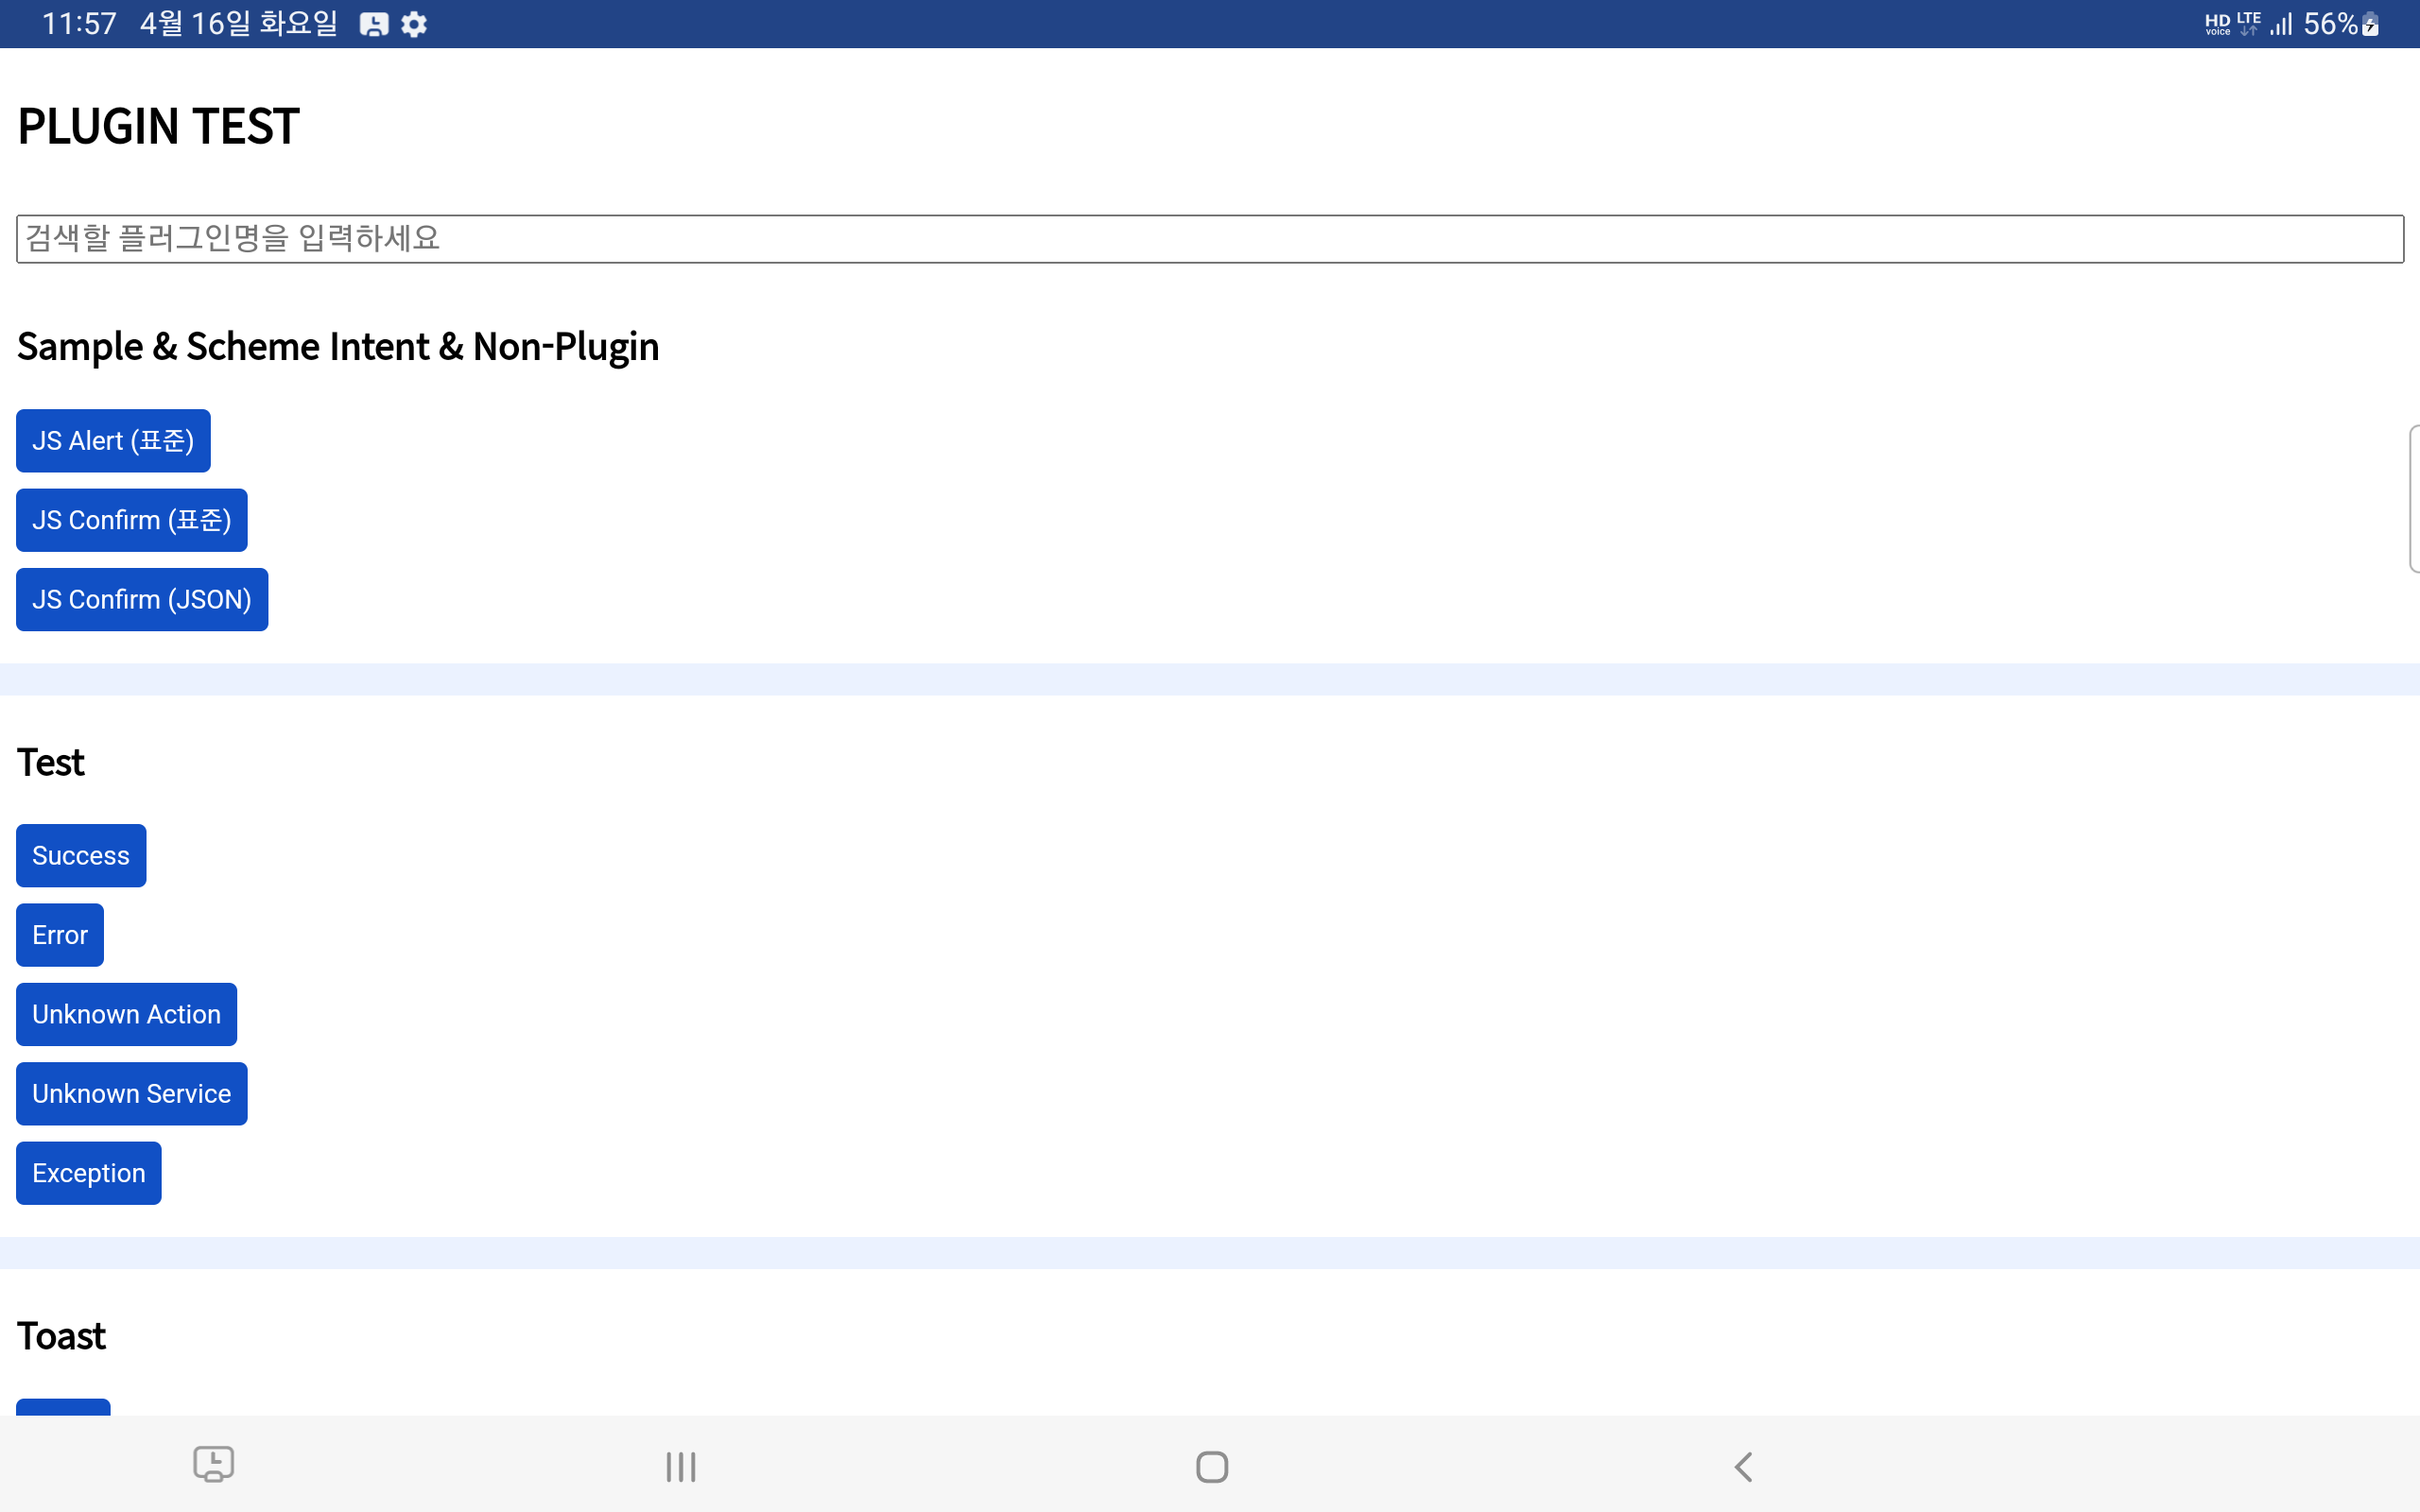 11:57 4월 16일 화요일 HD voice LTE 56%
PLUGIN TEST
검색할 플러그인명을 입력하세요
Sample & Scheme Intent & Non-Plugin
JS Alert (표준)
JS Confirm (표준)
JS Confirm (JSON)
Test
Success
Error
Unknown Action
Unknown Service
Exception
Toast